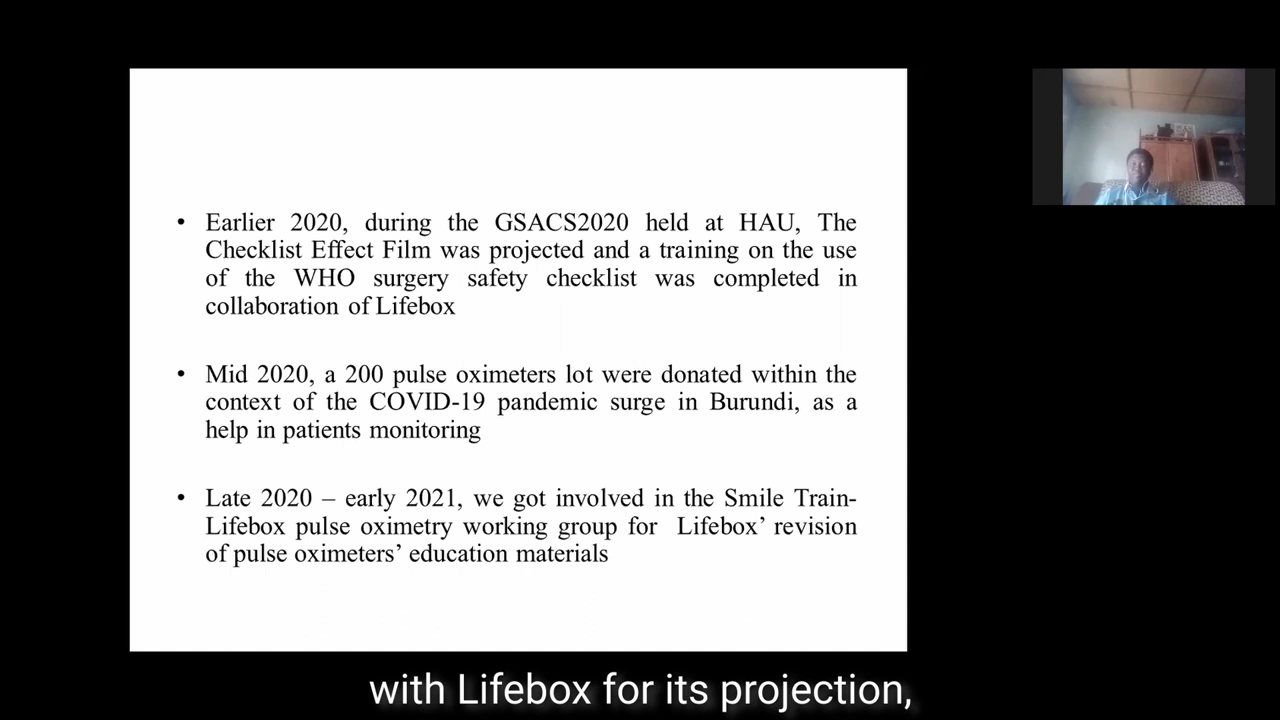 • Earlier 2020, during the GSACS2020 held at HAU, The
Checklist Effect Film was projected and a training on the use
of the WHO surgery safety checklist was completed in
collaboration of Lifebox
• Mid 2020, a 200 pulse oximeters lot were donated within the
context of the COVID-19 pandemic surge in Burundi, as a
help in patients monitoring
• Late 2020 – early 2021, we got involved in the Smile Train-
Lifebox pulse oximetry working group for  Lifebox’ revision
of pulse oximeters’ education materials
with Lifebox for its projection,